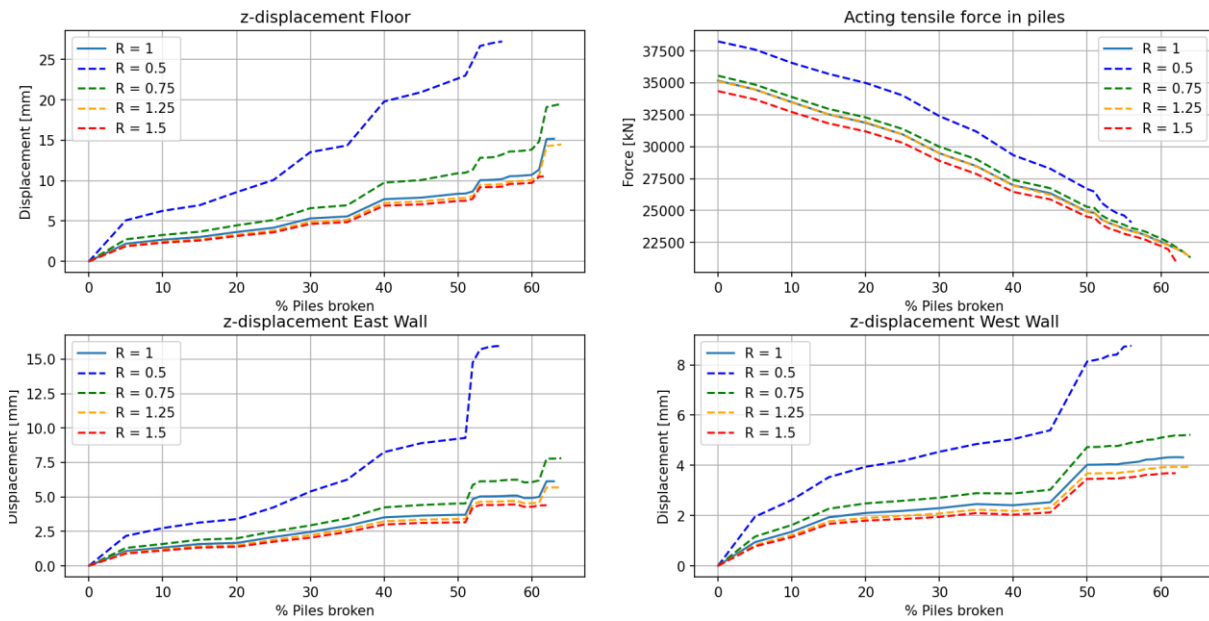 z-displacement Floor
Displacement [mm]
25
20
15
10
5
0
R = 1
R = 0.5
R = 0.75
R = 1.25
R = 1.5
0 10 20 30 40 50 60
% Piles broken
Acting tensile force in piles
Force [kN]
37500
35000
32500
30000
27500
25000
22500
R = 1
R = 0.5
R = 0.75
R = 1.25
R = 1.5
0 10 20 30 40 50 60
% Piles broken
z-displacement East Wall
Displacement [mm]
15.0
12.5
10.0
7.5
5.0
2.5
0.0
R = 1
R = 0.5
R = 0.75
R = 1.25
R = 1.5
0 10 20 30 40 50 60
% Piles broken
z-displacement West Wall
Displacement [mm]
8
6
4
2
0
R = 1
R = 0.5
R = 0.75
R = 1.25
R = 1.5
0 10 20 30 40 50 60
% Piles broken